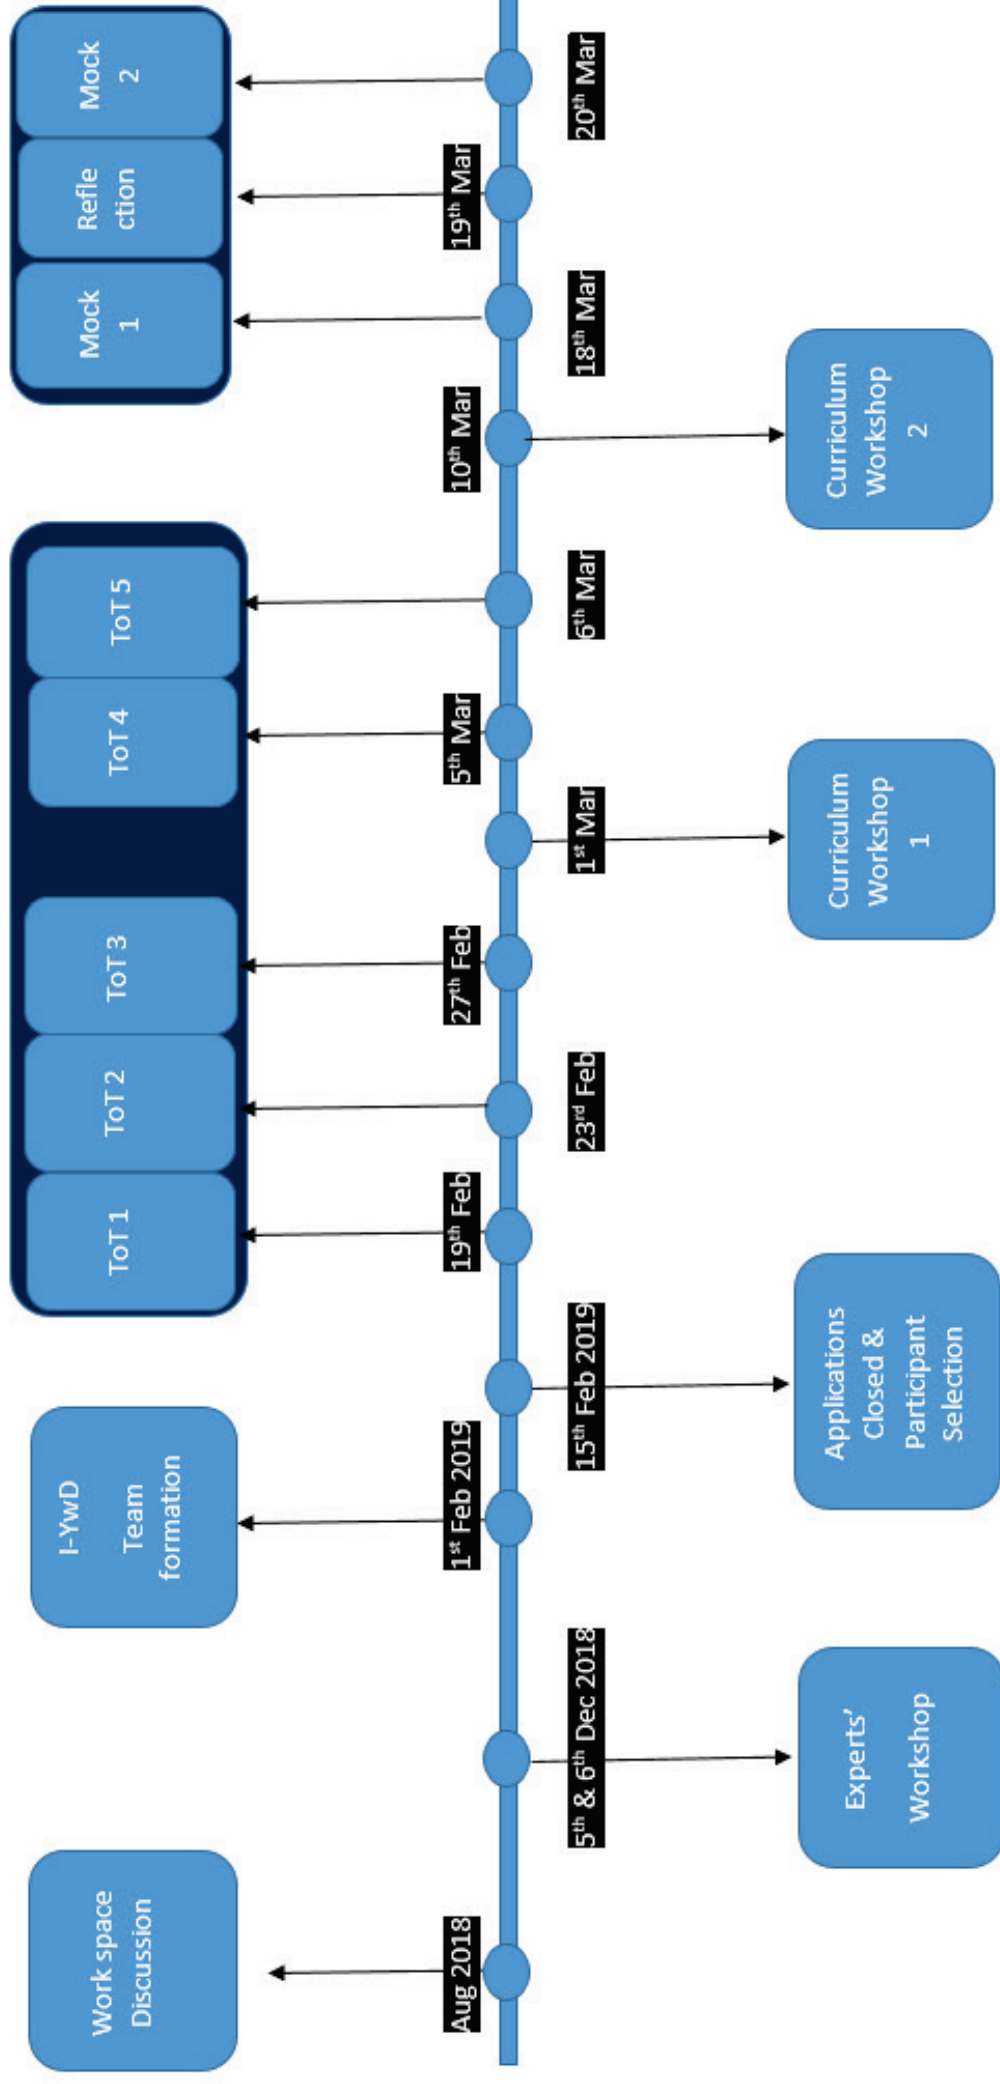 Work space
Discussion
I-YwD
Team
formation
ToT 1
ToT 2
ToT 3
ToT 4
ToT 5
Mock
1
Refle
ction
Mock
2
Aug 2018
5th & 6th Dec 2018
1st Feb 2019
15th Feb 2019
19th Feb
23rd Feb
27th Feb
1st Mar
5th Mar
6th Mar
10th Mar
18th Mar
19th Mar
20th Mar
Experts’
Workshop
Applications
Closed &
Participant
Selection
Curriculum
Workshop
1
Curriculum
Workshop
2